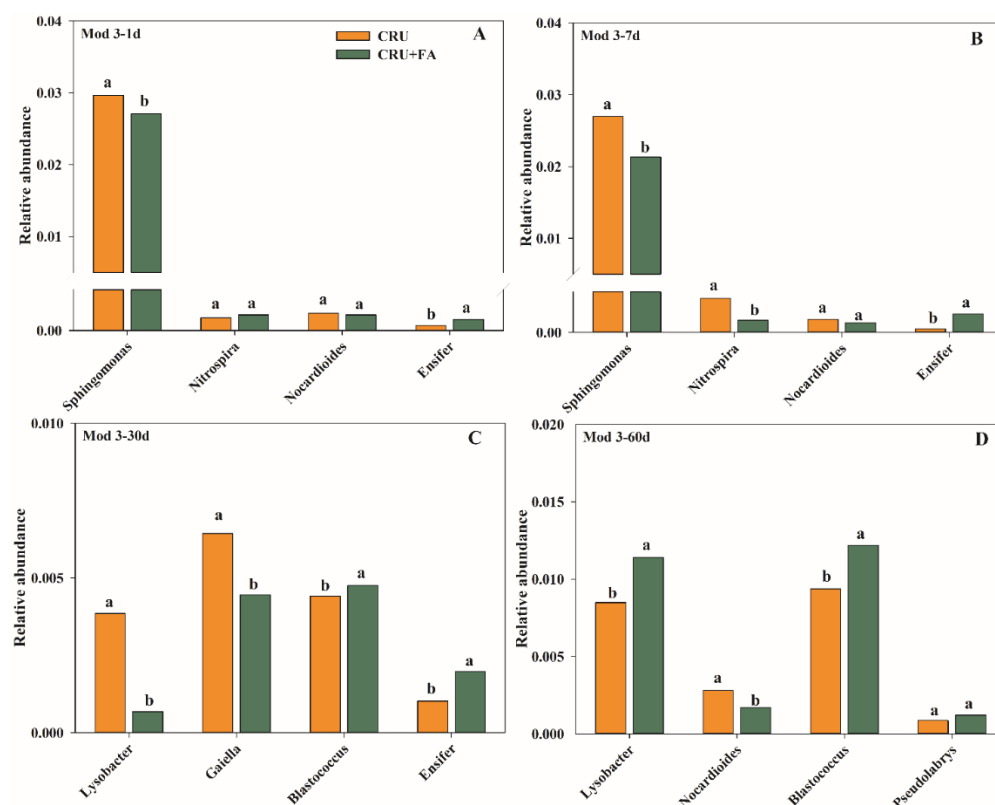 Mod 3-1d
A
CRU
CRU+FA
Relative abundance
0.04
0.03
0.02
0.01
0.00
a
b
a
a
a
a
b
a
Sphingomonas
Nitrospira
Nocardioides
Ensifer
Mod 3-7d
B
Relative abundance
0.04
0.03
0.02
0.01
0.00
a
b
a
b
a
a
b
a
Sphingomonas
Nitrospira
Nocardioides
Ensifer
Mod 3-30d
C
Relative abundance
0.010
0.005
0.000
a
b
a
b
b
a
b
a
Lysobacter
Gaiella
Blastococcus
Ensifer
Mod 3-60d
D
Relative abundance
0.020
0.015
0.010
0.005
0.000
b
a
a
b
b
a
a
a
Lysobacter
Nocardioides
Blastococcus
Pseudolabrys